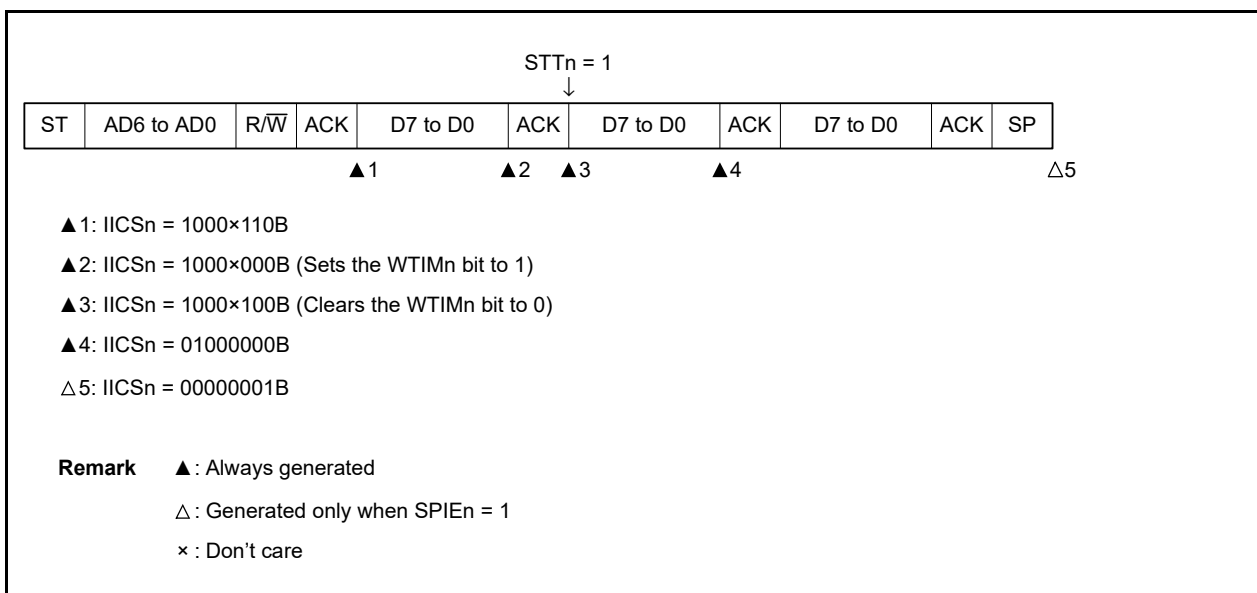 STTn = 1
↓
ST AD6 to AD0 R/W̅ ACK D7 to D0 ACK D7 to D0 ACK D7 to D0 ACK SP
▲1 ▲2 ▲3 ▲4 △5
▲1: IICSn = 1000×110B
▲2: IICSn = 1000×000B (Sets the WTIMn bit to 1)
▲3: IICSn = 1000×100B (Clears the WTIMn bit to 0)
▲4: IICSn = 01000000B
△5: IICSn = 00000001B
Remark ▲: Always generated
△: Generated only when SPIEn = 1
×: Don’t care